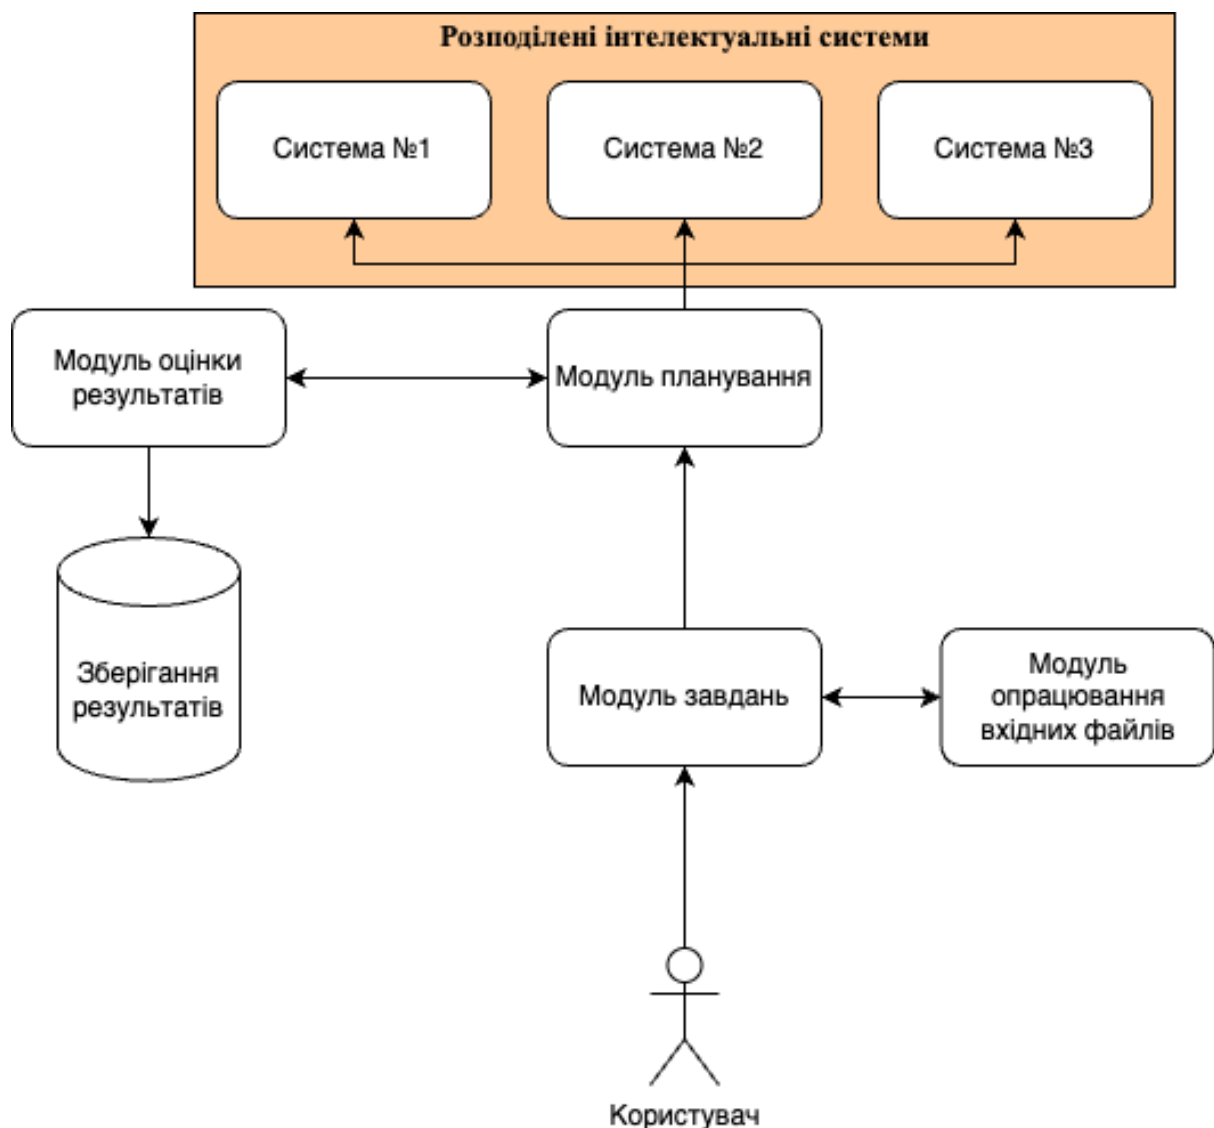 Розподілені інтелектуальні системи
Система №1
Система №2
Система №3
Модуль оцінки
результатів
Модуль планування
Зберігання
результатів
Модуль завдань
Модуль
опрацювання
вхідних файлів
Користувач